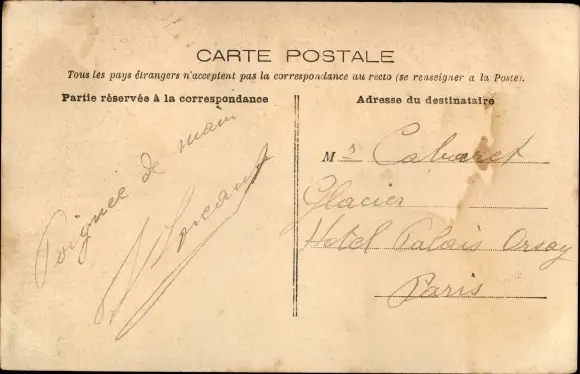 CARTE POSTALE
Tous les pays étrangers n'acceptent pas la correspondance au recto (se renseigner a la Poste).
Partie réservée à la correspondance
Poignée de main
Adresse du destinataire
Mr Cabaret
Glacier
Hotel Palais Orsay
Paris